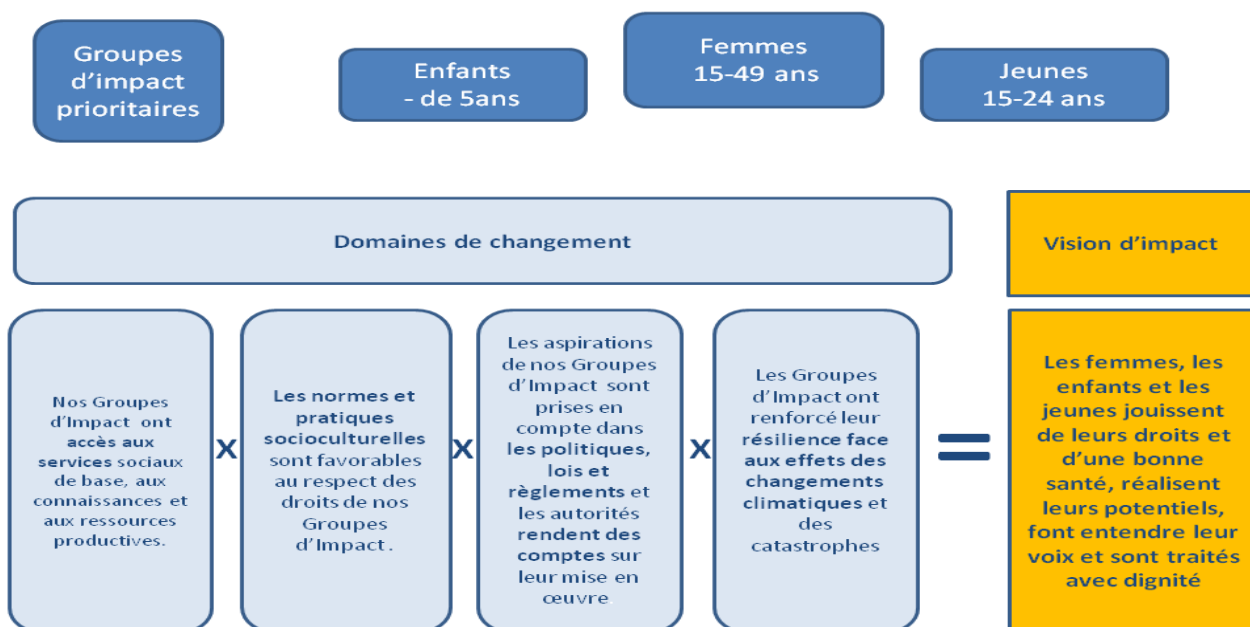 Groupes
d’impact
prioritaires
Enfants
- de 5ans
Femmes
15-49 ans
Jeunes
15-24 ans
Domaines de changement
Vision d’impact
Nos Groupes
d’Impact ont
accès aux
services sociaux
de base, aux
connaissances et
aux ressources
productives.
x
Les normes et
pratiques
socioculturelles
sont favorables
au respect des
droits de nos
Groupes
d’Impact .
x
Les aspirations
de nos Groupes
d’Impact sont
prises en
compte dans
les politiques,
lois et
règlements et
les autorités
rendent des
comptes sur
leur mise en
œuvre.
x
Les Groupes
d’Impact ont
renforcé leur
résilience face
aux effets des
changements
climatiques et
des
catastrophes
=
Les femmes, les
enfants et les
jeunes jouissent
de leurs droits et
d’une bonne
santé, réalisent
leurs potentiels,
font entendre leur
voix et sont traités
avec dignité